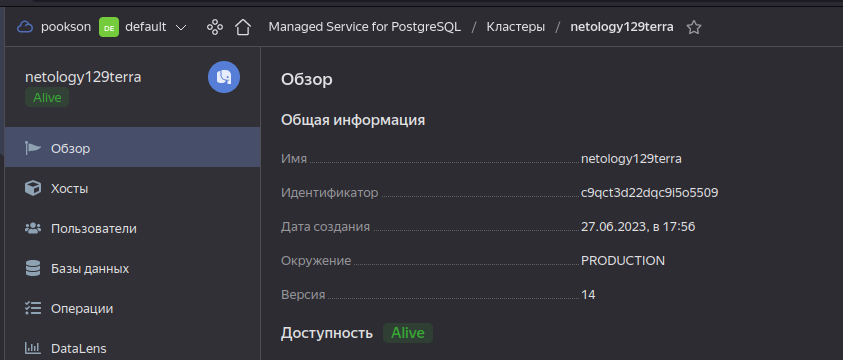 pookson DE default Managed Service for PostgreSQL / Кластеры / netology129terra
netology129terra
Alive
Обзор
Хосты
Пользователи
Базы данных
Операции
DataLens
Обзор
Общая информация
Имя netology129terra
Идентификатор c9qct3d22dqc9i5o5509
Дата создания 27.06.2023, в 17:56
Окружение PRODUCTION
Версия 14
Доступность Alive